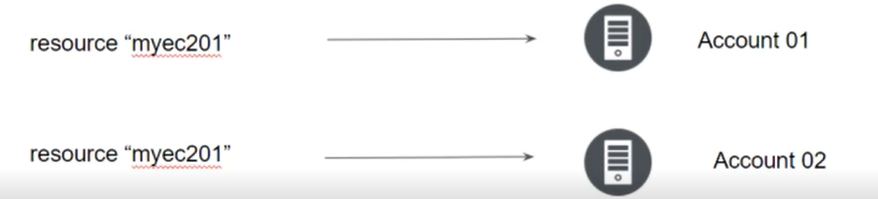 resource “myec201”
Account 01
resource “myec201”
Account 02